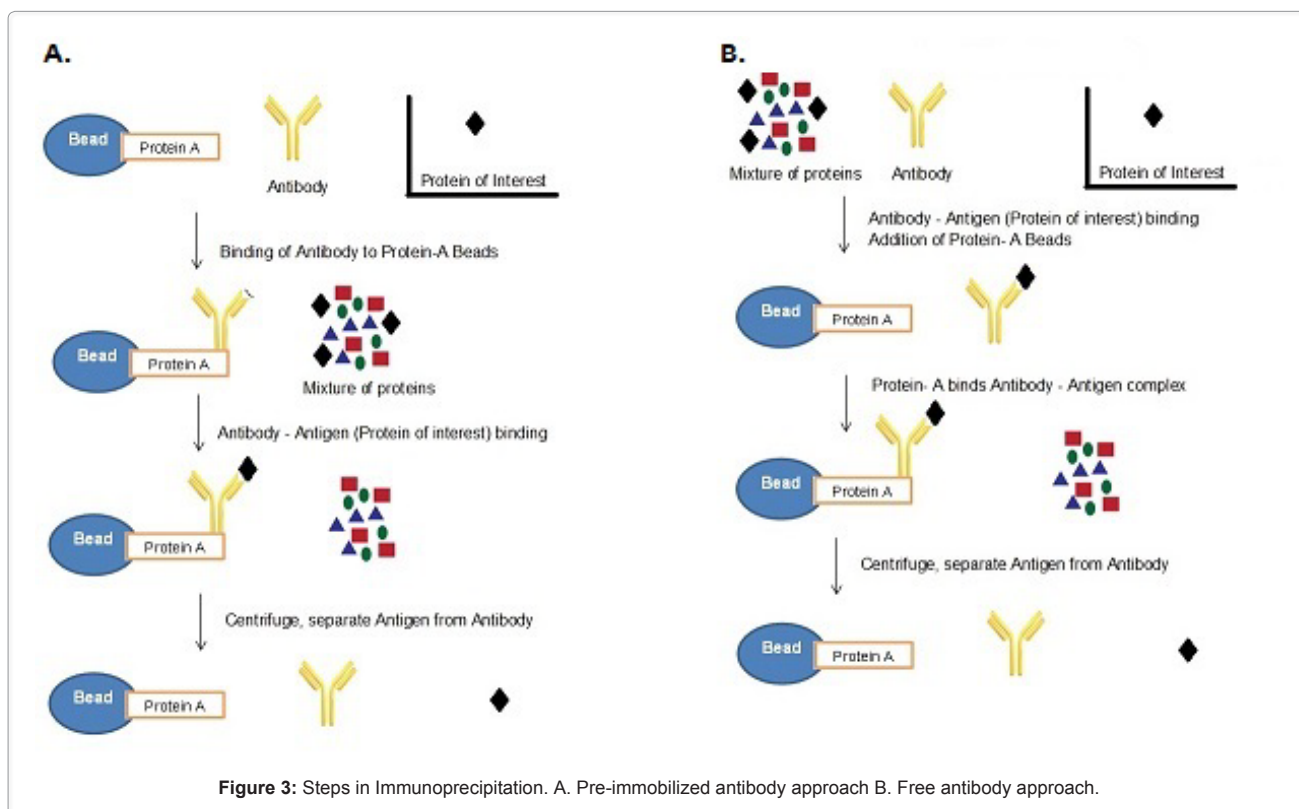 A.
Bead
Protein A
Antibody
Protein of Interest
Binding of Antibody to Protein-A Beads
Bead
Protein A
Mixture of proteins
Antibody - Antigen (Protein of interest) binding
Bead
Protein A
Centrifuge, separate Antigen from Antibody
Bead
Protein A
B.
Mixture of proteins
Antibody
Protein of Interest
Antibody - Antigen (Protein of interest) binding
Addition of Protein- A Beads
Bead
Protein A
Protein- A binds Antibody - Antigen complex
Bead
Protein A
Centrifuge, separate Antigen from Antibody
Bead
Protein A
Figure 3: Steps in Immunoprecipitation. A. Pre-immobilized antibody approach B. Free antibody approach.